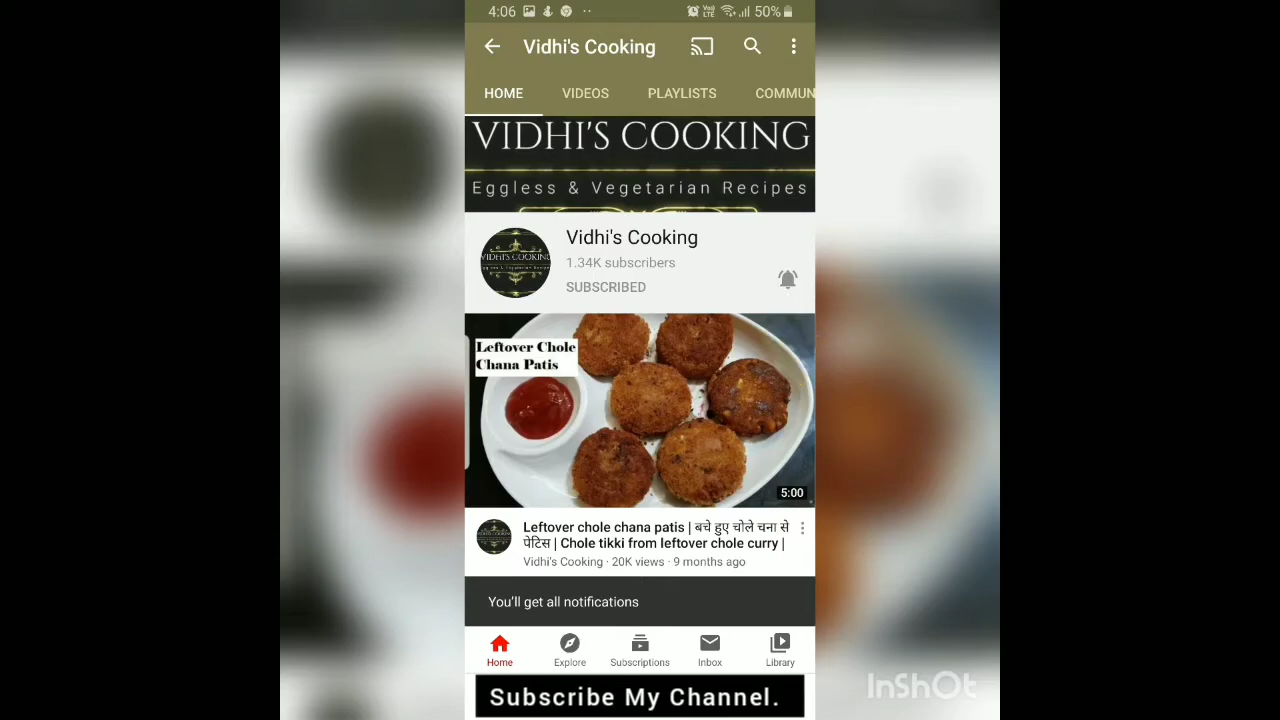 4:06
VoLTE
50%
Vidhi's Cooking
HOME VIDEOS PLAYLISTS COMMUN
VIDHI'S COOKING
Eggless & Vegetarian Recipes
Vidhi's Cooking
1.34K subscribers
SUBSCRIBED
VIDHI'S COOKING
Leftover Chole
Chana Patis
5:00
Leftover chole chana patis | बचे हुए चोले चना से
पेटिस | Chole tikki from leftover chole curry |
Vidhi's Cooking · 20K views · 9 months ago
You'll get all notifications
Home Explore Subscriptions Inbox Library
Subscribe My Channel.
InShOt